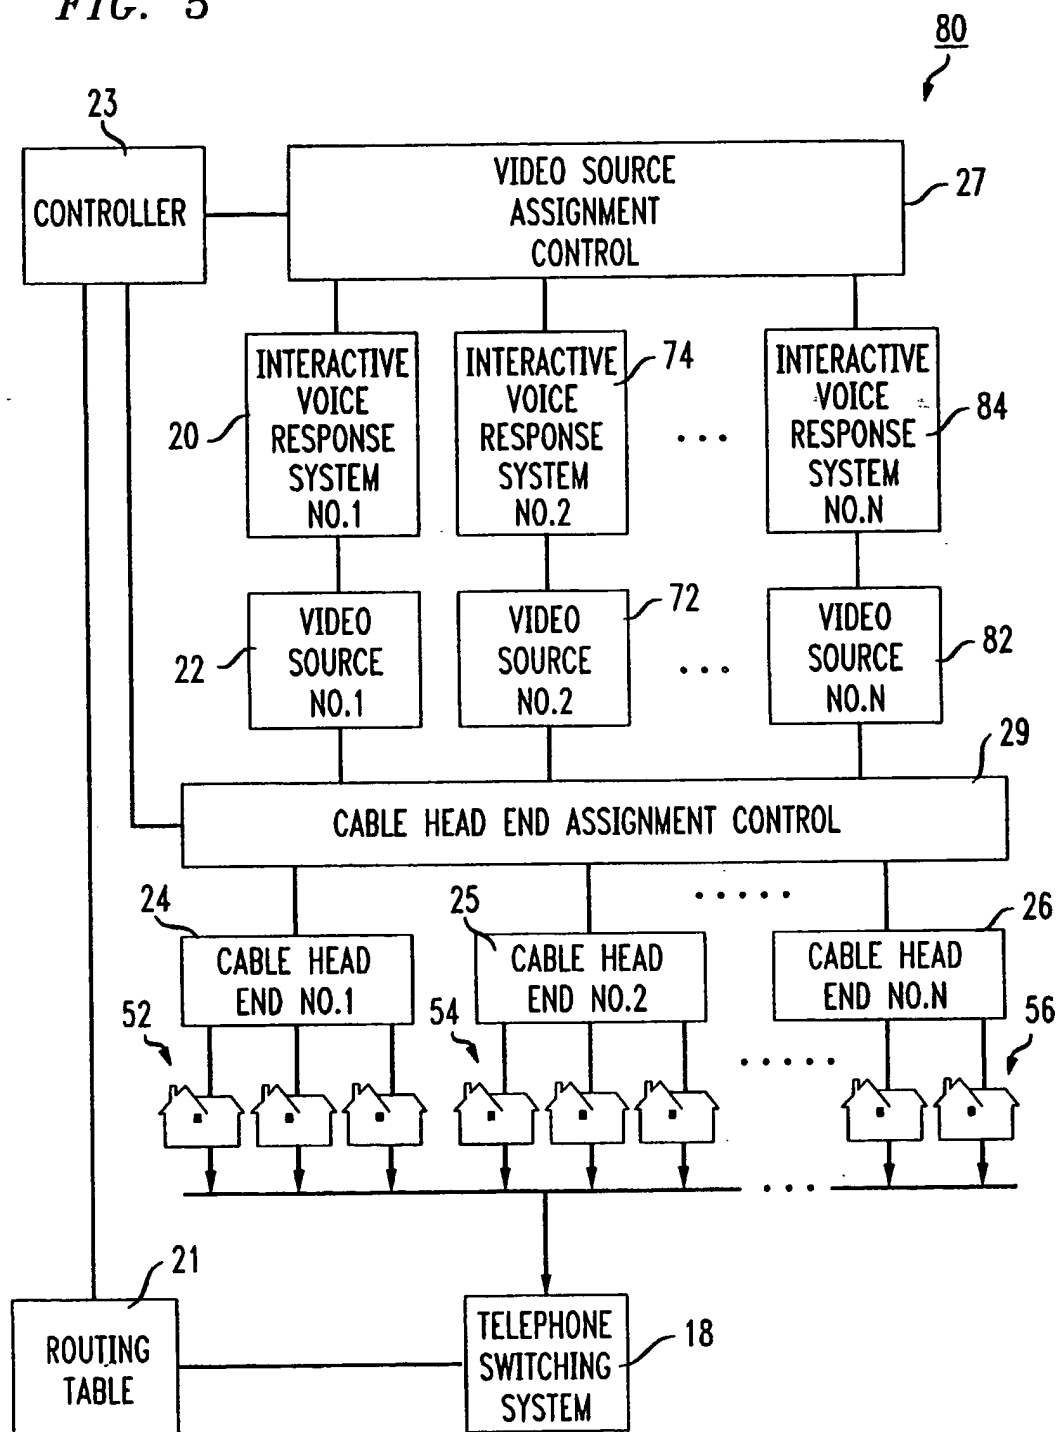 FIG. 5
80
23
CONTROLLER
VIDEO SOURCE
ASSIGNMENT
CONTROL
27
INTERACTIVE
VOICE
RESPONSE
SYSTEM
NO.1
20
INTERACTIVE
VOICE
RESPONSE
SYSTEM
NO.2
74
...
INTERACTIVE
VOICE
RESPONSE
SYSTEM
NO.N
84
VIDEO
SOURCE
NO.1
22
VIDEO
SOURCE
NO.2
72
...
VIDEO
SOURCE
NO.N
82
29
CABLE HEAD END ASSIGNMENT CONTROL
.....
24
CABLE HEAD
END NO.1
25
CABLE HEAD
END NO.2
26
CABLE HEAD
END NO.N
52
54
.....
56
...
21
ROUTING
TABLE
TELEPHONE
SWITCHING
SYSTEM
18